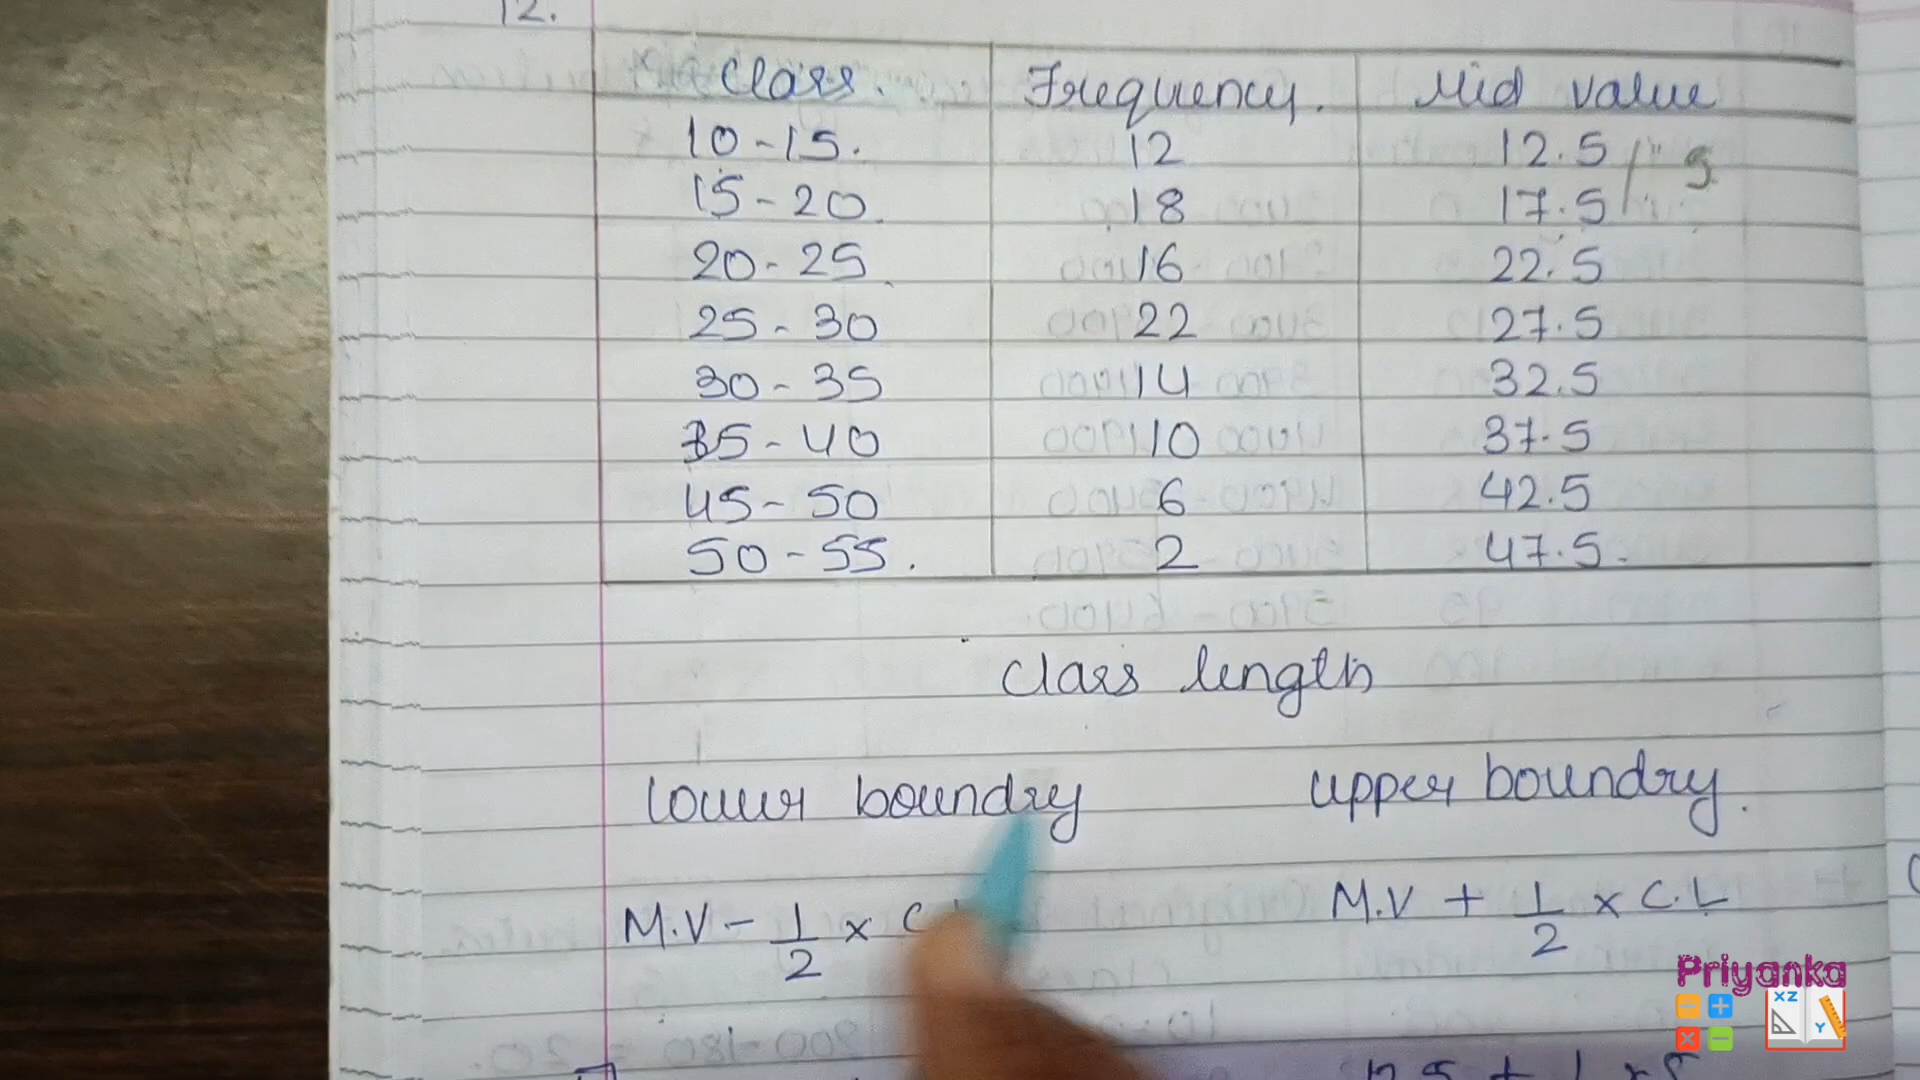 12.
Class. Frequency. Mid value
10-15. 12 12.5
15-20. 18 17.5 5
20-25 16 22.5
25-30 22 27.5
30-35 14 32.5
35-40 10 37.5
45-50 6 42.5
50-55. 2 47.5.
Class length
lower boundry upper boundry.
M.V - 1/2 x C M.V + 1/2 x C.L
Priyanka
XZ
Y